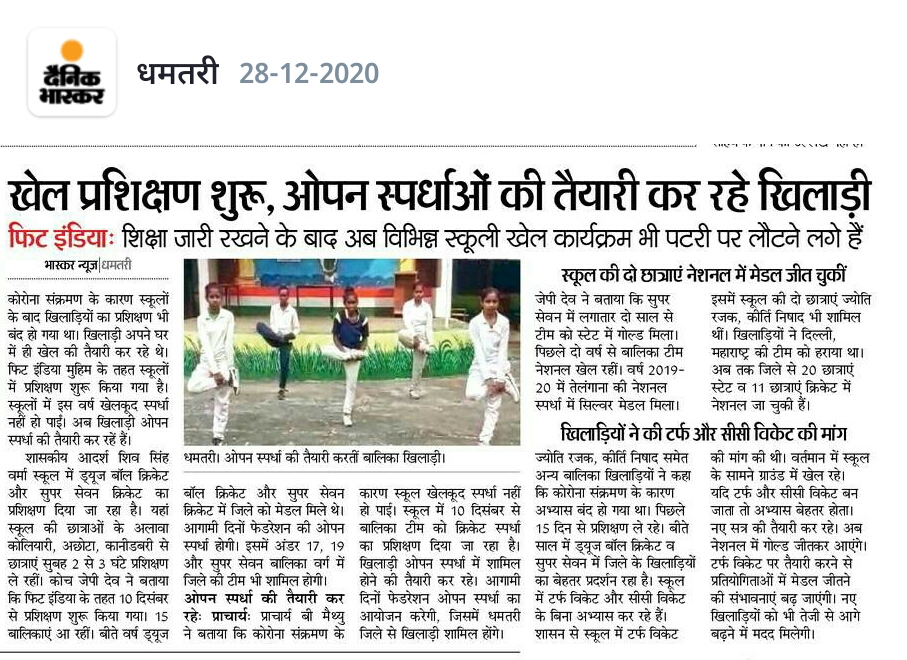 दैनिक
भास्कर
धमतरी 28-12-2020
खेल प्रशिक्षण शुरू, ओपन स्पर्धाओं की तैयारी कर रहे खिलाड़ी
फिट इंडियाः शिक्षा जारी रखने के बाद अब विभिन्न स्कूली खेल कार्यक्रम भी पटरी पर लौटने लगे हैं
भास्कर न्यूज|धमतरी
कोरोना संक्रमण के कारण स्कूलों
के बाद खिलाड़ियों का प्रशिक्षण भी
बंद हो गया था। खिलाड़ी अपने घर
में ही खेल की तैयारी कर रहे थे।
फिट इंडिया मुहिम के तहत स्कूलों
में प्रशिक्षण शुरू किया गया है।
स्कूलों में इस वर्ष खेलकूद स्पर्धा
नहीं हो पाई। अब खिलाड़ी ओपन
स्पर्धा की तैयारी कर रहें हैं।
शासकीय आदर्श शिव सिंह
वर्मा स्कूल में ड्यूज बॉल क्रिकेट
और सुपर सेवन क्रिकेट का
प्रशिक्षण दिया जा रहा है। यहां
स्कूल की छात्राओं के अलावा
कोलियारी, अछोटा, कानीडबरी से
छात्राएं सुबह 2 से 3 घंटे प्रशिक्षण
ले रहीं। कोच जेपी देव ने बताया
कि फिट इंडिया के तहत 10 दिसंबर
से प्रशिक्षण शुरू किया गया। 15
बालिकाएं आ रहीं। बीते वर्ष ड्यूज
धमतरी। ओपन स्पर्धा की तैयारी करतीं बालिका खिलाड़ी।
बॉल क्रिकेट और सुपर सेवन
क्रिकेट में जिले को मेडल मिले थे।
आगामी दिनों फेडरेशन की ओपन
स्पर्धा होगी। इसमें अंडर 17, 19
और सुपर सेवन बालिका वर्ग में
जिले की टीम भी शामिल होगी।
ओपन स्पर्धा की तैयारी कर
रहेः प्राचार्यः प्राचार्य बी मैथ्यु
ने बताया कि कोरोना संक्रमण के
कारण स्कूल खेलकूद स्पर्धा नहीं
हो पाई। स्कूल में 10 दिसंबर से
बालिका टीम को क्रिकेट स्पर्धा
का प्रशिक्षण दिया जा रहा है।
खिलाड़ी ओपन स्पर्धा में शामिल
होने की तैयारी कर रहे। आगामी
दिनों फेडरेशन ओपन स्पर्धा का
आयोजन करेगी, जिसमें धमतरी
जिले से खिलाड़ी शामिल होंगे।
स्कूल की दो छात्राएं नेशनल में मेडल जीत चुकीं
जेपी देव ने बताया कि सुपर
सेवन में लगातार दो साल से
टीम को स्टेट में गोल्ड मिला।
पिछले दो वर्ष से बालिका टीम
नेशनल खेल रहीं। वर्ष 2019-
20 में तेलंगाना की नेशनल
स्पर्धा में सिल्वर मेडल मिला।
इसमें स्कूल की दो छात्राएं ज्योति
रजक, कीर्ति निषाद भी शामिल
थीं। खिलाड़ियों ने दिल्ली,
महाराष्ट्र की टीम को हराया था।
अब तक जिले से 20 छात्राएं
स्टेट व 11 छात्राएं क्रिकेट में
नेशनल जा चुकी हैं।
खिलाड़ियों ने की टर्फ और सीसी विकेट की मांग
ज्योति रजक, कीर्ति निषाद समेत
अन्य बालिका खिलाड़ियों ने कहा
कि कोरोना संक्रमण के कारण
अभ्यास बंद हो गया था। पिछले
15 दिन से प्रशिक्षण ले रहे। बीते
साल में ड्यूज बॉल क्रिकेट व
सुपर सेवन में जिले के खिलाड़ियों
का बेहतर प्रदर्शन रहा है। स्कूल
में टर्फ विकेट और सीसी विकेट
के बिना अभ्यास कर रहे हैं।
शासन से स्कूल में टर्फ विकेट
की मांग की थी। वर्तमान में स्कूल
के सामने ग्राउंड में खेल रहे।
यदि टर्फ और सीसी विकेट बन
जाता तो अभ्यास बेहतर होता।
नए सत्र की तैयारी कर रहे। अब
नेशनल में गोल्ड जीतकर आएंगे।
टर्फ विकेट पर तैयारी करने से
प्रतियोगिताओं में मेडल जीतने
की संभावनाएं बढ़ जाएगी। नए
खिलाड़ियों को भी तेजी से आगे
बढ़ने में मदद मिलेगी।